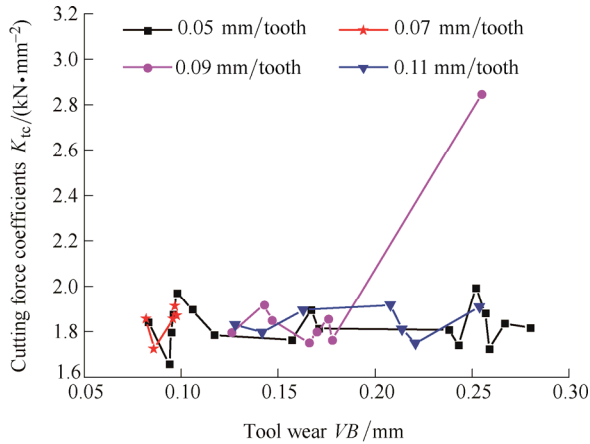 3.2
0.05 mm/tooth 0.07 mm/tooth
3.0
0.09 mm/tooth 0.11 mm/tooth
2.8
2.6
2.4
2.2
2.0
1.8
1.6
0.05 0.10 0.15 0.20 0.25 0.30
Cutting force coefficients Ktc/(kN•mm−2)
Tool wear VB/mm